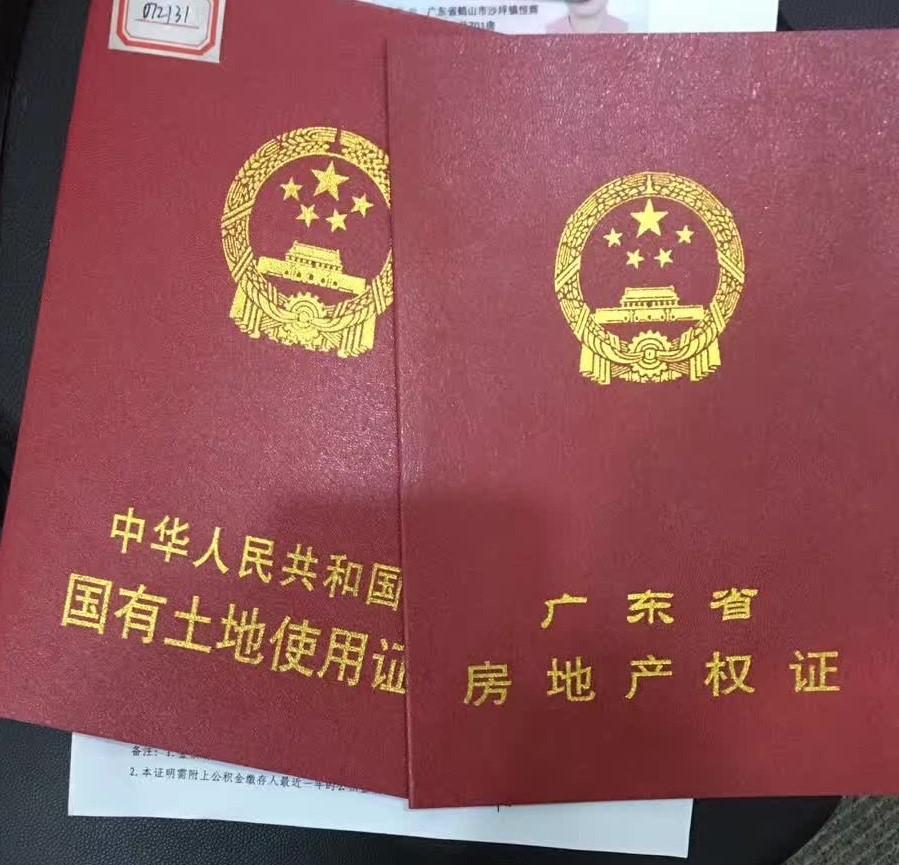 072131
广东省鹤山市沙坪镇恒辉
701房
中华人民共和国
国有土地使用证
广东省
房地产权证
备注：1.
2.本证明需附上公积金缴存人最近一年的公